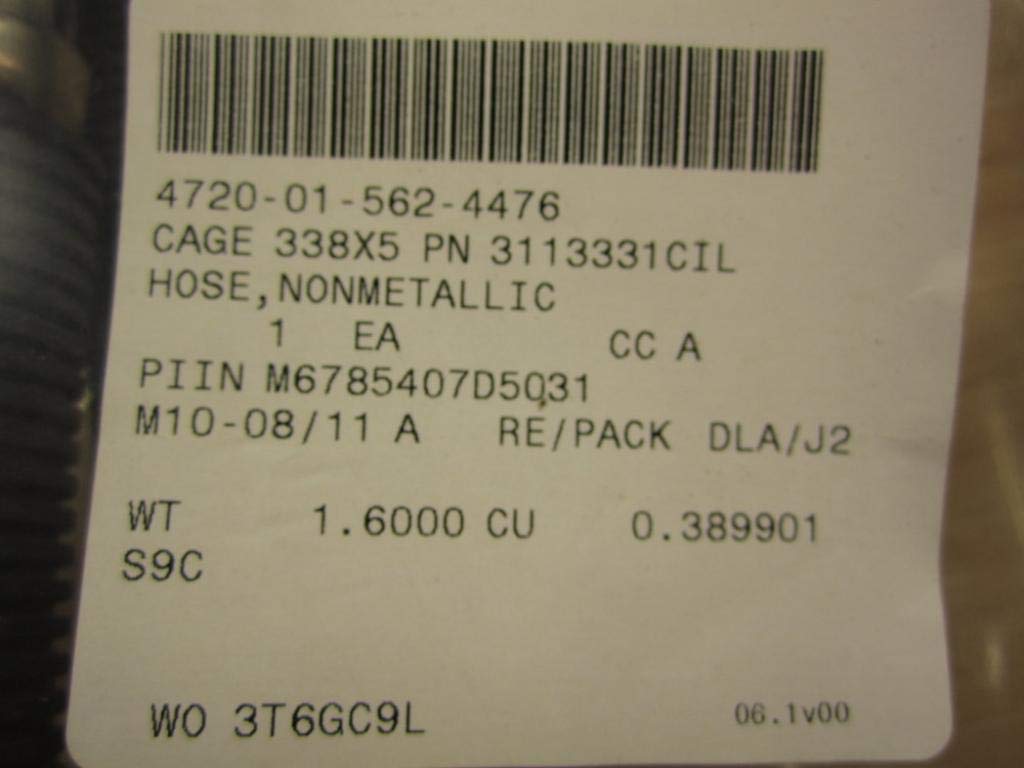 4720-01-562-4476
CAGE 338X5 PN 3113331CIL
HOSE,NONMETALLIC
1 EA CC A
PIIN M6785407D5031
M10-08/11 A RE/PACK DLA/J2
WT 1.6000 CU 0.389901
S9C
WO 3T6GC9L 06.1v00